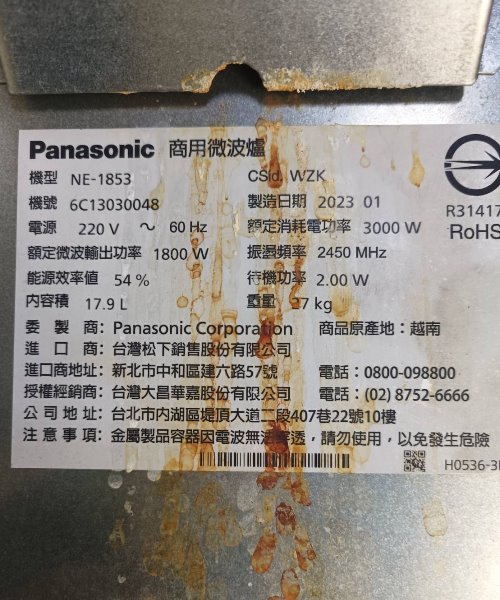 Panasonic 商用微波爐
機型 NE-1853 CSid. WZK
機號 6C13030048 製造日期 2023 01
電源 220 V ～ 60 Hz 額定消耗電功率 3000 W
額定微波輸出功率 1800 W 振盪頻率 2450 MHz
能源效率值 54 % 待機功率 2.00 W
內容積 17.9 L 重量 27 kg
R31417
RoHS
委製商：Panasonic Corporation 商品原產地：越南
進口商：台灣松下銷售股份有限公司
進口商地址：新北市中和區建六路57號 電話：0800-098800
授權經銷商：台灣大昌華嘉股份有限公司 電話：(02) 8752-6666
公司地址：台北市內湖區堤頂大道二段407巷22號10樓
注意事項：金屬製品容器因電波無法穿透，請勿使用，以免發生危險
H0536-3